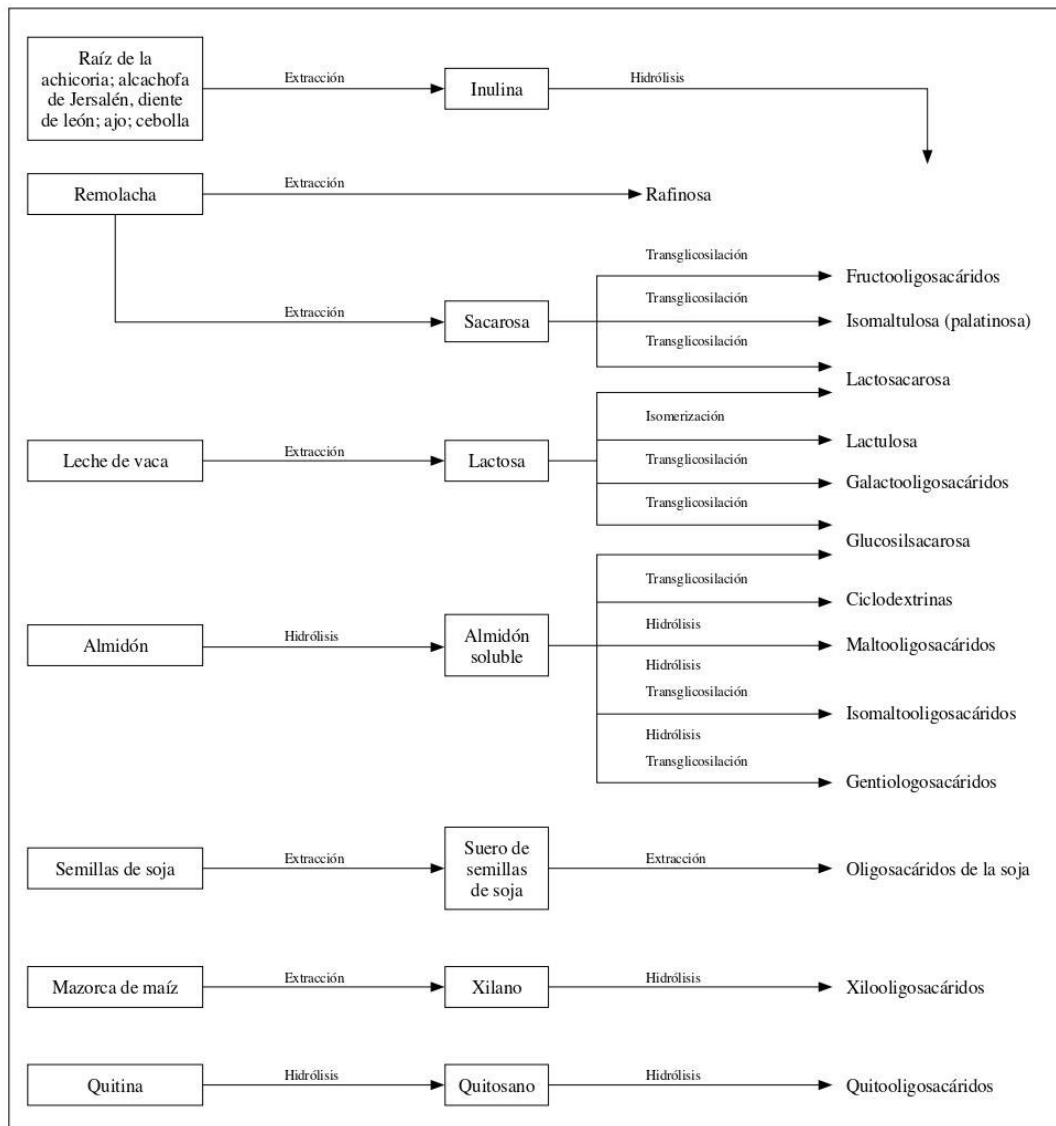 Raíz de la
achicoria; alcachofa
de Jersalén, diente
de león; ajo; cebolla
Extracción
Inulina
Hidrólisis
Remolacha
Extracción
Rafinosa
Extracción
Sacarosa
Transglicosilación
Fructooligosacáridos
Transglicosilación
Isomaltulosa (palatinosa)
Transglicosilación
Lactosacarosa
Leche de vaca
Extracción
Lactosa
Isomerización
Lactulosa
Transglicosilación
Galactooligosacáridos
Transglicosilación
Glucosilsacarosa
Almidón
Hidrólisis
Almidón
soluble
Transglicosilación
Ciclodextrinas
Hidrólisis
Maltooligosacáridos
Hidrólisis
Transglicosilación
Isomaltooligosacáridos
Hidrólisis
Transglicosilación
Gentiologosacáridos
Semillas de soja
Extracción
Suero de
semillas
de soja
Extracción
Oligosacáridos de la soja
Mazorca de maíz
Extracción
Xilano
Hidrólisis
Xilooligosacáridos
Quitina
Hidrólisis
Quitosano
Hidrólisis
Quitooligosacáridos